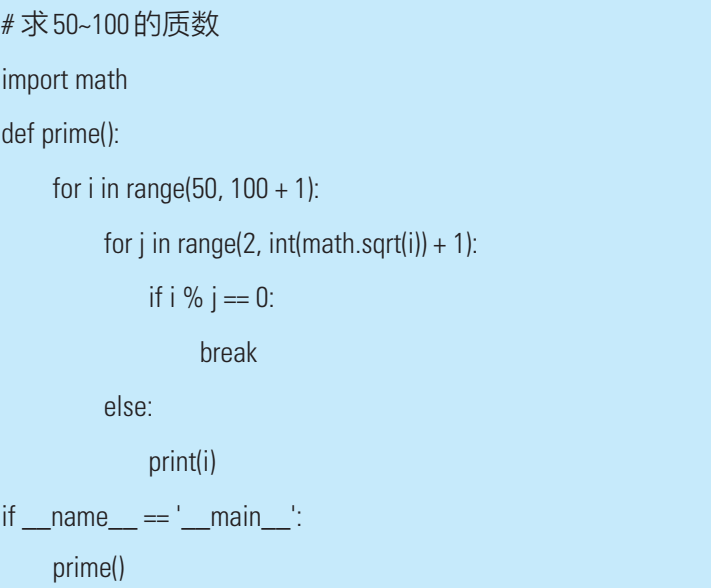 # 求50~100的质数
import math
def prime():
    for i in range(50, 100 + 1):
        for j in range(2, int(math.sqrt(i)) + 1):
            if i % j == 0:
                break
        else:
            print(i)
if __name__ == '__main__':
    prime()